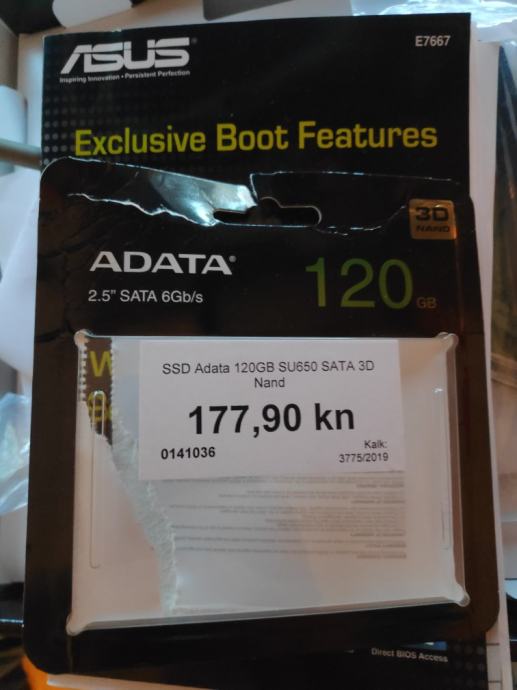 ASUS
Inspiring Innovation • Persistent Perfection
E7667
Exclusive Boot Features
3D
NAND
ADATA®
2.5" SATA 6Gb/s
120 GB
W
SSD Adata 120GB SU650 SATA 3D
Nand
177,90 kn
0141036
Kalk:
3775/2019
Direct BIOS Access